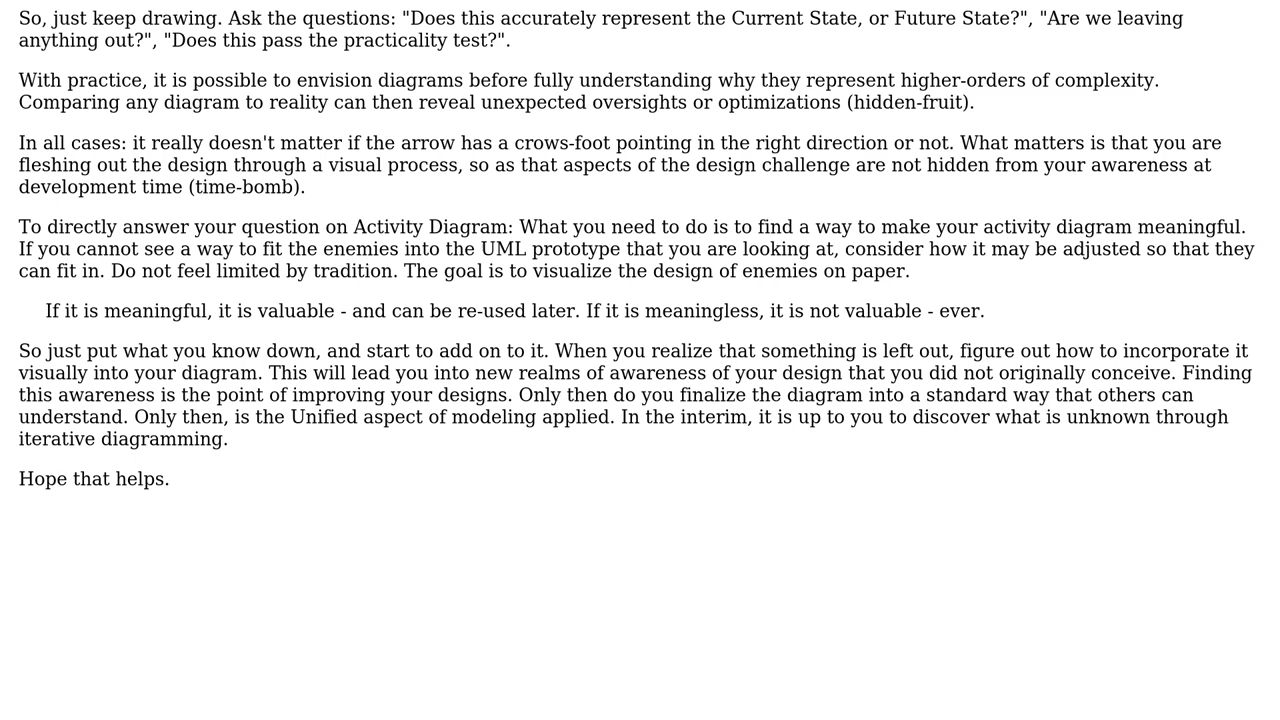 So, just keep drawing. Ask the questions: "Does this accurately represent the Current State, or Future State?", "Are we leaving
anything out?", "Does this pass the practicality test?".
With practice, it is possible to envision diagrams before fully understanding why they represent higher-orders of complexity.
Comparing any diagram to reality can then reveal unexpected oversights or optimizations (hidden-fruit).
In all cases: it really doesn't matter if the arrow has a crows-foot pointing in the right direction or not. What matters is that you are
fleshing out the design through a visual process, so as that aspects of the design challenge are not hidden from your awareness at
development time (time-bomb).
To directly answer your question on Activity Diagram: What you need to do is to find a way to make your activity diagram meaningful.
If you cannot see a way to fit the enemies into the UML prototype that you are looking at, consider how it may be adjusted so that they
can fit in. Do not feel limited by tradition. The goal is to visualize the design of enemies on paper.
If it is meaningful, it is valuable - and can be re-used later. If it is meaningless, it is not valuable - ever.
So just put what you know down, and start to add on to it. When you realize that something is left out, figure out how to incorporate it
visually into your diagram. This will lead you into new realms of awareness of your design that you did not originally conceive. Finding
this awareness is the point of improving your designs. Only then do you finalize the diagram into a standard way that others can
understand. Only then, is the Unified aspect of modeling applied. In the interim, it is up to you to discover what is unknown through
iterative diagramming.
Hope that helps.